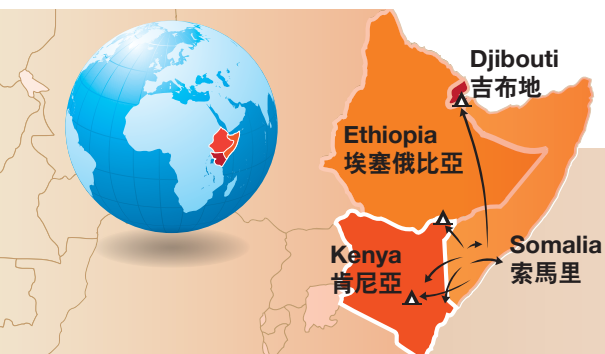 Djibouti
吉布地
Ethiopia
埃塞俄比亞
Kenya
肯尼亞
Somalia
索馬里